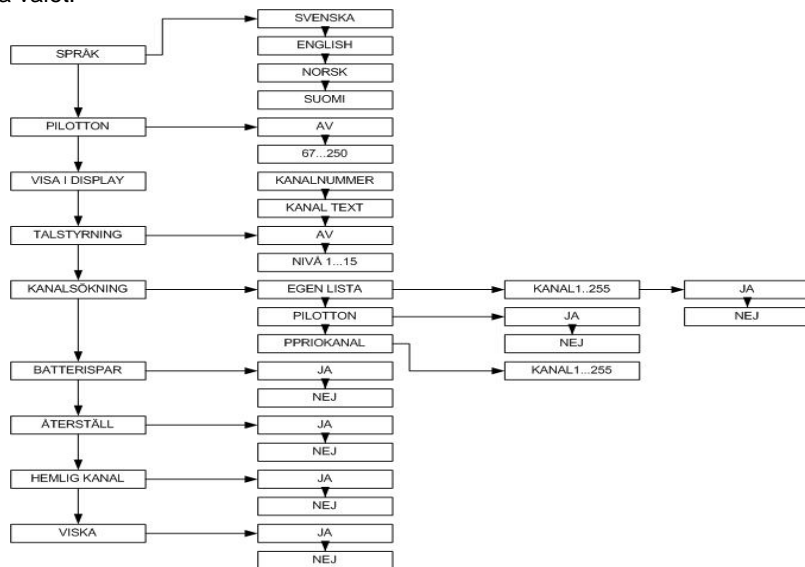 SPRÅK
SVENSKA
ENGLISH
NORSK
SUOMI
PILOTTON
AV
67...250
VISA I DISPLAY
KANALNUMMER
KANAL TEXT
TALSTYRNING
AV
NIVÅ 1...15
KANALSÖKNING
EGEN LISTA
KANAL1..255
JA
NEJ
PILOTTON
JA
NEJ
PPRIOKANAL
KANAL1...255
BATTERISPAR
JA
NEJ
ÅTERSTÄLL
JA
NEJ
HEMLIG KANAL
JA
NEJ
VISKA
JA
NEJ